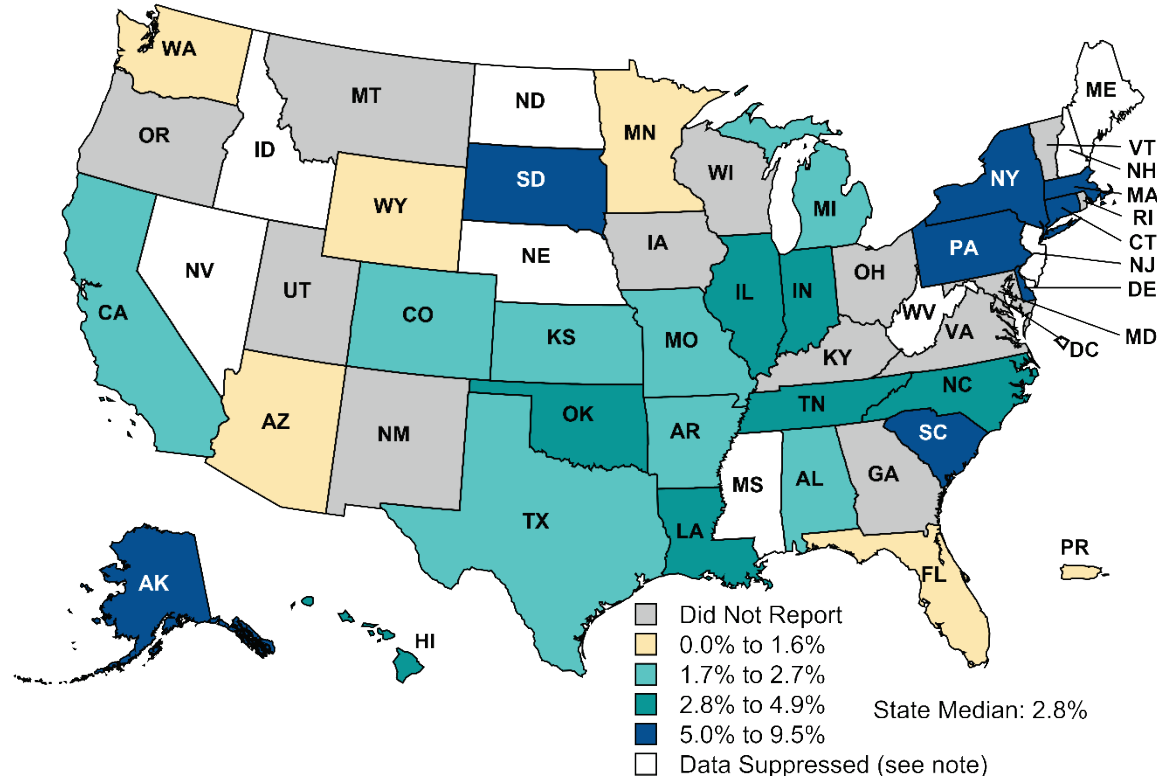 WA
MT
ND
MN
ME
OR
ID
SD
WI
MI
NY
VT
NH
MA
RI
CT
NJ
DE
MD
DC
WY
IA
PA
NE
NV
UT
CO
IL
IN
OH
WV
VA
CA
KS
MO
KY
NC
TN
AZ
NM
OK
AR
SC
MS
AL
GA
TX
LA
FL
PR
AK
HI
Did Not Report
0.0% to 1.6%
1.7% to 2.7%
2.8% to 4.9%
State Median: 2.8%
5.0% to 9.5%
Data Suppressed (see note)